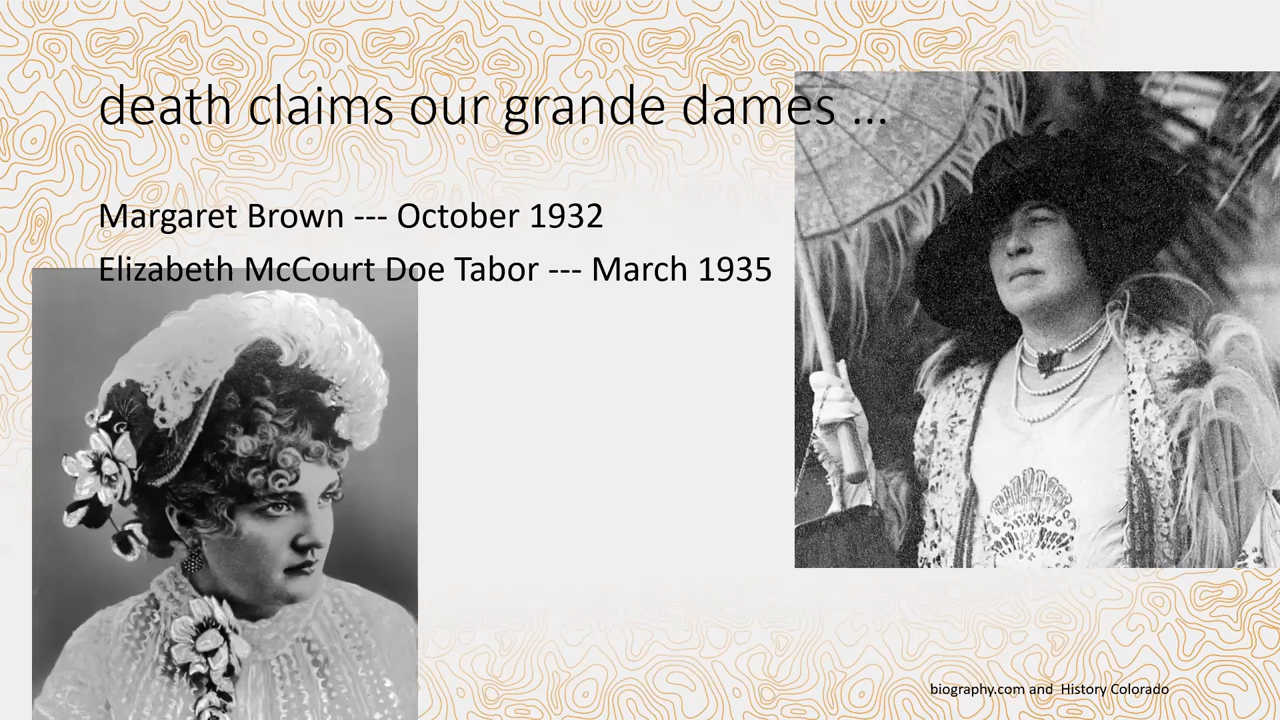 death claims our grande dames ...
Margaret Brown --- October 1932
Elizabeth McCourt Doe Tabor --- March 1935
biography.com and  History Colorado